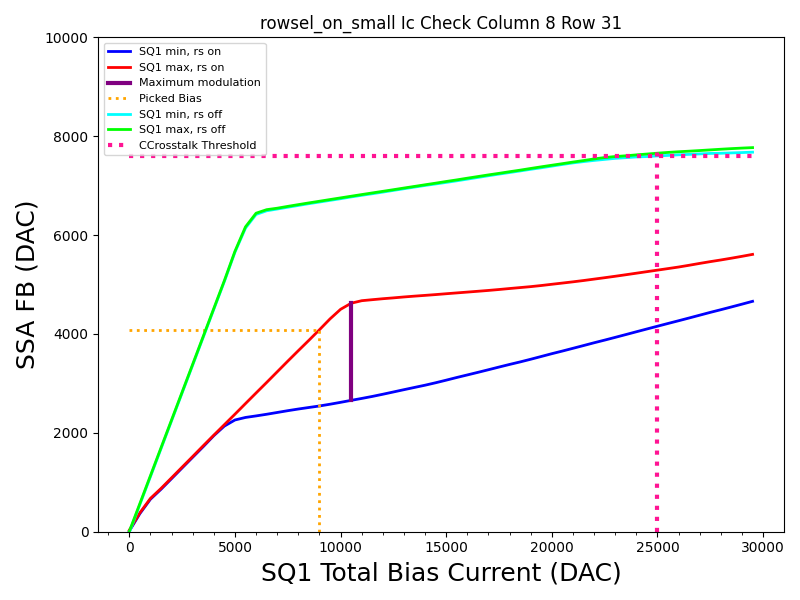 rowsel_on_small Ic Check Column 8 Row 31
10000
8000
6000
4000
2000
0
SSA FB (DAC)
SQ1 min, rs on
SQ1 max, rs on
Maximum modulation
Picked Bias
SQ1 min, rs off
SQ1 max, rs off
CCrosstalk Threshold
0
5000
10000
15000
20000
25000
30000
SQ1 Total Bias Current (DAC)